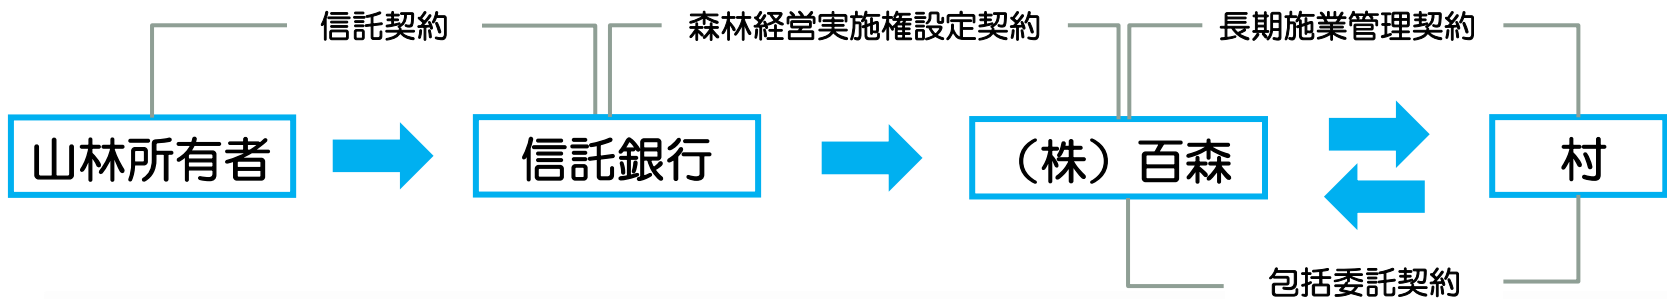 信託契約
森林経営実施権設定契約
長期施業管理契約
山林所有者
信託銀行
（株）百森
村
包括委託契約